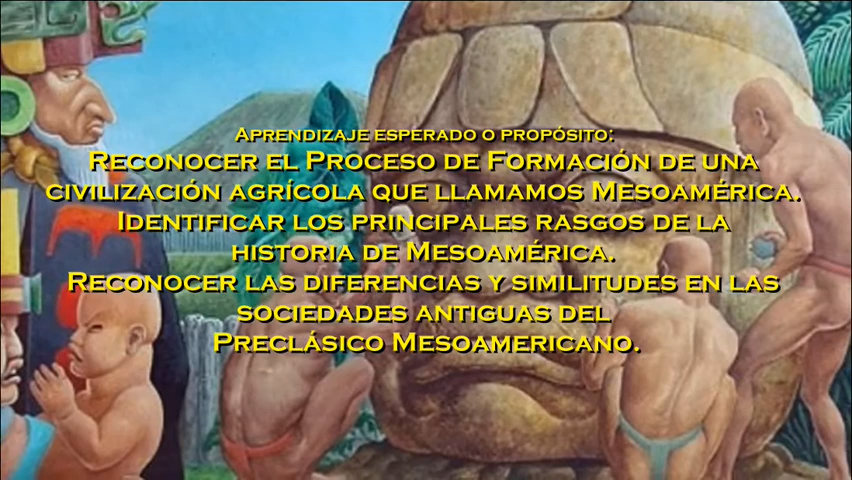 Aprendizaje esperado o propósito:
Reconocer el Proceso de Formación de una
civilización agrícola que llamamos Mesoamérica.
Identificar los principales rasgos de la
historia de Mesoamérica.
Reconocer las diferencias y similitudes en las
sociedades antiguas del
Preclásico Mesoamericano.